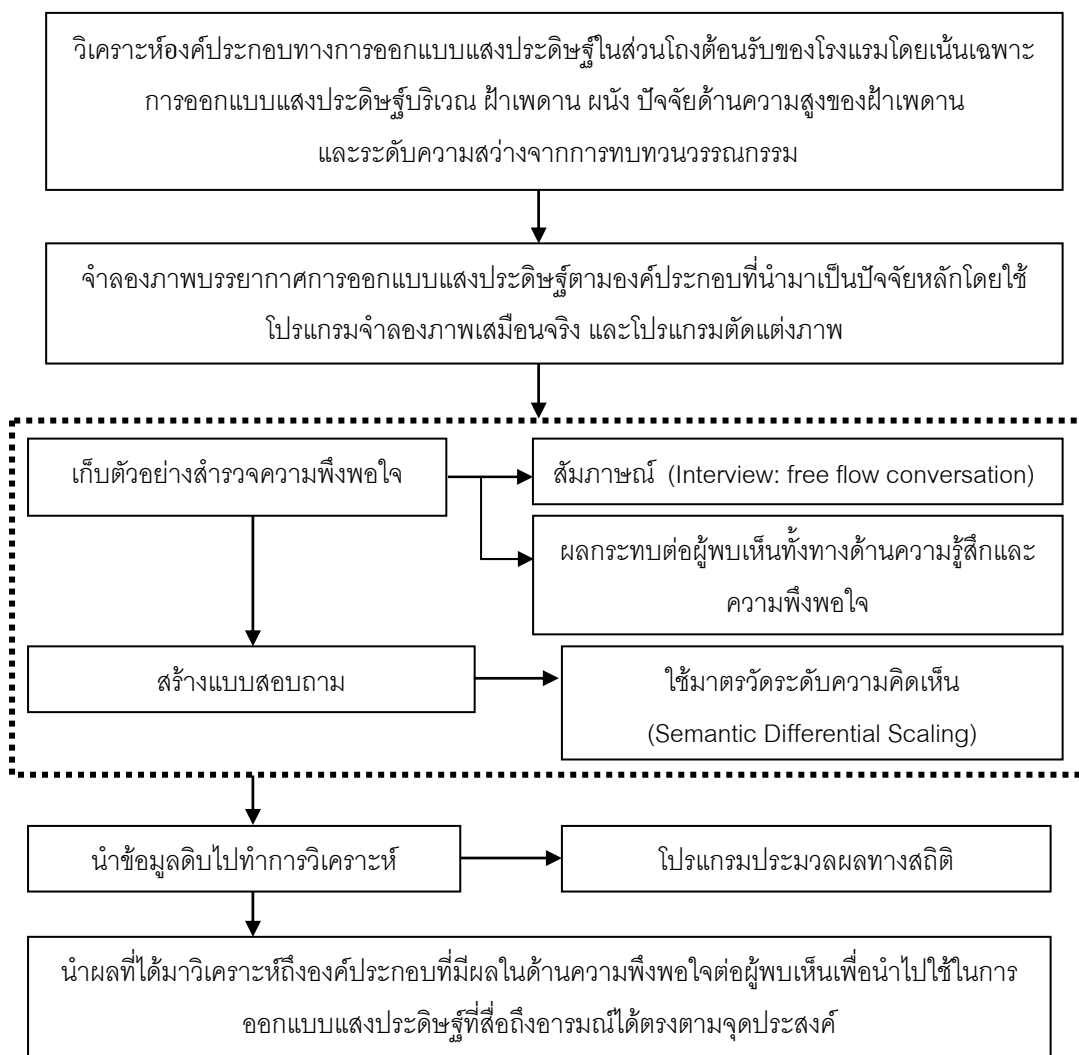 วิเคราะห์องค์ประกอบทางการออกแบบแสงประดิษฐ์ในส่วนโถงต้อนรับของโรงแรมโดยเน้นเฉพาะ
การออกแบบแสงประดิษฐ์บริเวณ ฝ้าเพดาน ผนัง ปัจจัยด้านความสูงของฝ้าเพดาน
และระดับความสว่างจากการทบทวนวรรณกรรม
จำลองภาพบรรยากาศการออกแบบแสงประดิษฐ์ตามองค์ประกอบที่นำมาเป็นปัจจัยหลักโดยใช้
โปรแกรมจำลองภาพเสมือนจริง และโปรแกรมตัดแต่งภาพ
เก็บตัวอย่างสำรวจความพึงพอใจ
สัมภาษณ์ (Interview: free flow conversation)
ผลกระทบต่อผู้พบเห็นทั้งทางด้านความรู้สึกและ
ความพึงพอใจ
สร้างแบบสอบถาม
ใช้มาตรวัดระดับความคิดเห็น
(Semantic Differential Scaling)
นำข้อมูลดิบไปทำการวิเคราะห์
โปรแกรมประมวลผลทางสถิติ
นำผลที่ได้มาวิเคราะห์ถึงองค์ประกอบที่มีผลในด้านความพึงพอใจต่อผู้พบเห็นเพื่อนำไปใช้ในการ
ออกแบบแสงประดิษฐ์ที่สื่อถึงอารมณ์ได้ตรงตามจุดประสงค์